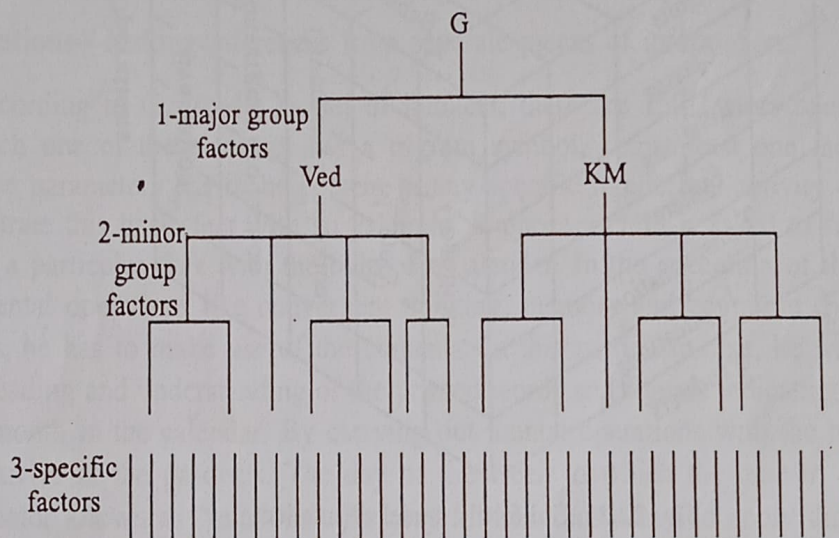 G
1-major group
factors
Ved
KM
2-minor
group
factors
3-specific
factors